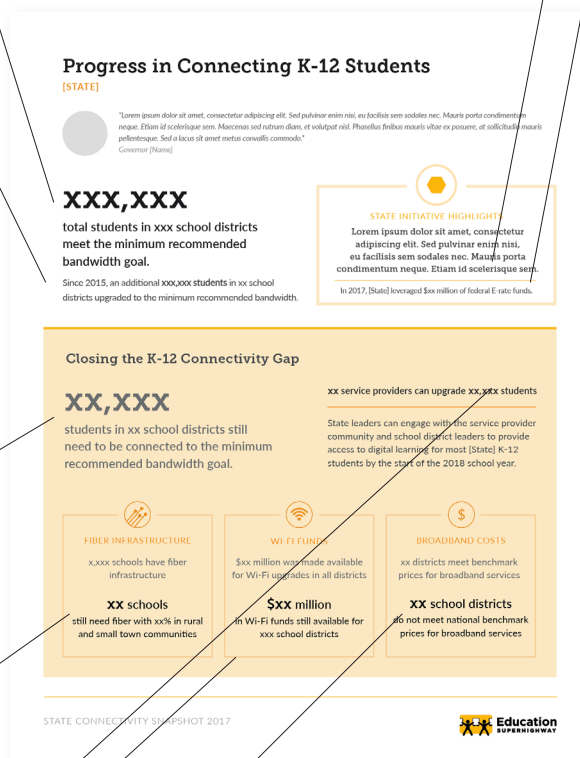 Progress in Connecting K-12 Students
[STATE]
"Lorem ipsum dolor sit amet, consectetur adipiscing elit. Sed pulvinar enim nisi, eu facilisis sem sodales nec. Mauris porta condimentum
neque. Etiam id scelerisque sem. Maecenas sed rutrum diam, et volutpat nisl. Phasellus finibus mauris vitae ex posuere, at sollicitudin mauris
pellentesque. Sed a lacus sit amet metus convallis commodo."
Governor [Name]
xxx,xxx
total students in xxx school districts
meet the minimum recommended
bandwidth goal.
Since 2015, an additional xxx,xxx students in xx school
districts upgraded to the minimum recommended bandwidth.
STATE INITIATIVE HIGHLIGHTS
Lorem ipsum dolor sit amet, consectetur
adipiscing elit. Sed pulvinar enim nisi,
eu facilisis sem sodales nec. Mauris porta
condimentum neque. Etiam id scelerisque sem.
In 2017, [State] leveraged $xx million of federal E-rate funds.
Closing the K-12 Connectivity Gap
xx,xxx
students in xx school districts still
need to be connected to the minimum
recommended bandwidth goal.
xx service providers can upgrade xx,xxx students
State leaders can engage with the service provider
community and school district leaders to provide
access to digital learning for most [State] K-12
students by the start of the 2018 school year.
FIBER INFRASTRUCTURE
x,xxx schools have fiber
infrastructure
xx schools
still need fiber with xx% in rural
and small town communities
WI-FI FUNDS
$xx million was made available
for Wi-Fi upgrades in all districts
$xx million
in Wi-Fi funds still available for
xxx school districts
$
BROADBAND COSTS
xx districts meet benchmark
prices for broadband services
xx school districts
do not meet national benchmark
prices for broadband services
STATE CONNECTIVITY SNAPSHOT 2017
Education
SUPERHIGHWAY